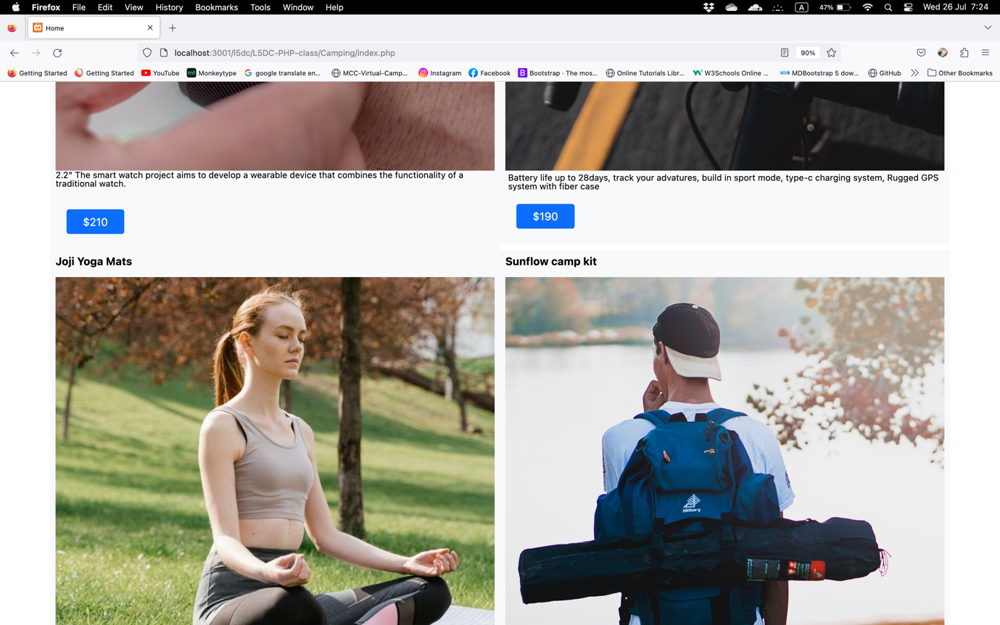 Firefox File Edit View History Bookmarks Tools Window Help A 47% Wed 26 Jul 7:24
Home
localhost:3001/l5dc/L5DC-PHP-class/Camping/index.php 90%
Getting Started Getting Started YouTube mt Monkeytype google translate en... MCC-Virtual-Camp... Instagram Facebook B Bootstrap · The mos... Online Tutorials Libr... W3Schools Online ... MDB MDBootstrap 5 dow... GitHub Other Bookmarks
2.2" The smart watch project aims to develop a wearable device that combines the functionality of a
traditional watch.
$210
Battery life up to 28days, track your advatures, build in sport mode, type-c charging system, Rugged GPS
system with fiber case
$190
Joji Yoga Mats
Sunflow camp kit